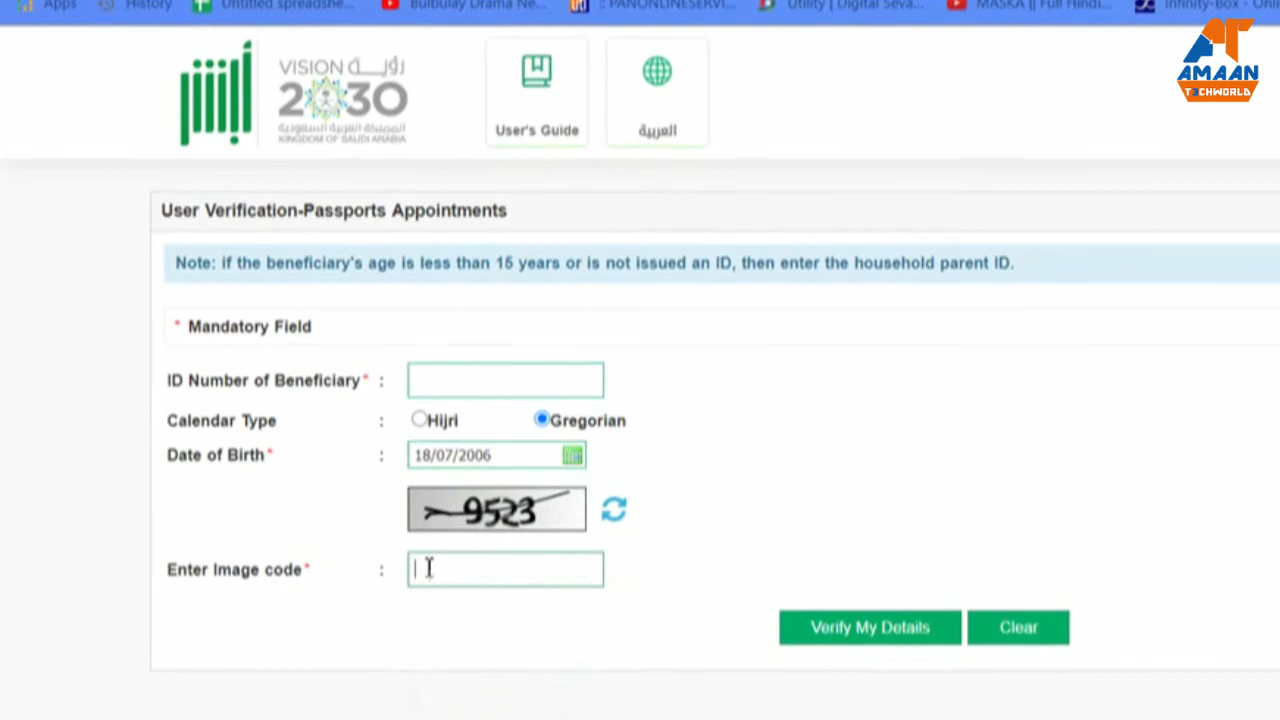 Apps History Untitled spreadshe... Bulbulay Drama Ne... :: PANONLINESERVI... Utility | Digital Seva... MASKA || Full Hindi... Infinity-Box - Onli
AT
AMAAN
TECHWORLD
أبشر
VISION رؤية
2030
المملكة العربية السعودية
KINGDOM OF SAUDI ARABIA
User's Guide
العربية
User Verification-Passports Appointments
Note: if the beneficiary's age is less than 15 years or is not issued an ID, then enter the household parent ID.
* Mandatory Field
ID Number of Beneficiary* :
Calendar Type : Hijri Gregorian
Date of Birth* : 18/07/2006
9523
Enter Image code* :
Verify My Details Clear